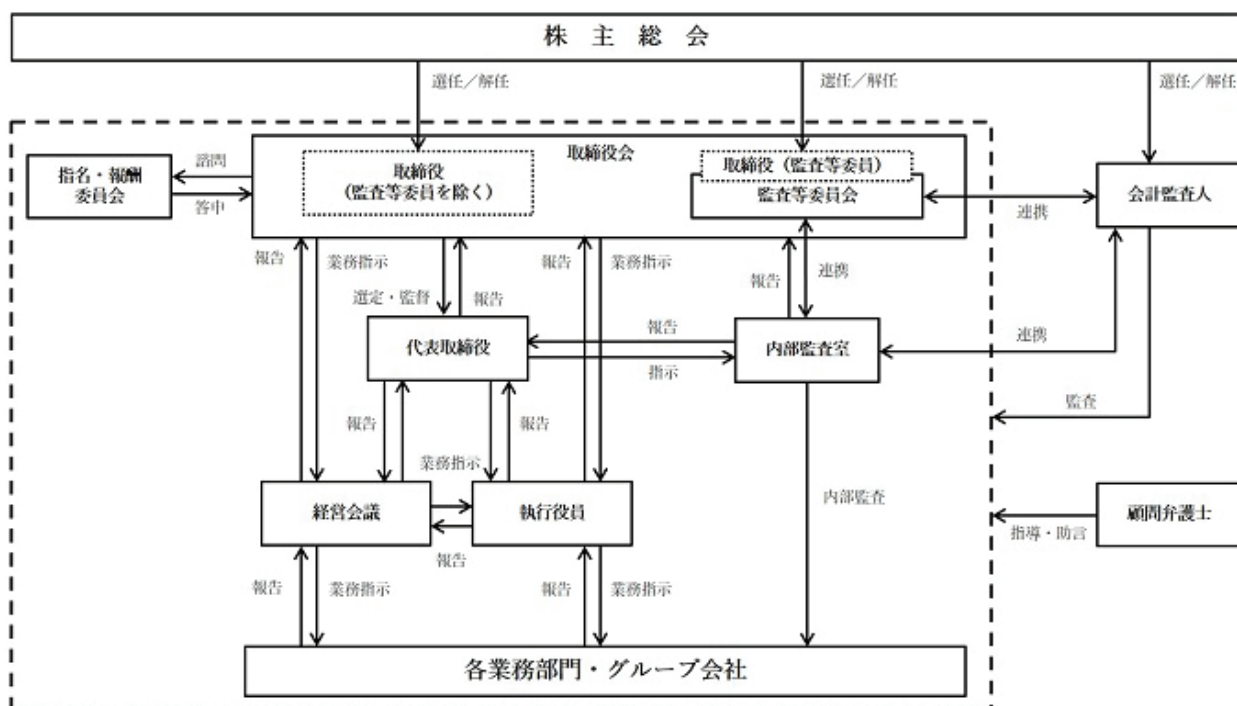 株 主 総 会
選任／解任
選任／解任
選任／解任
取締役会
取締役
（監査等委員を除く）
取締役（監査等委員）
監査等委員会
指名・報酬
委員会
諮問
答申
会計監査人
連携
報告
業務指示
選定・監督
報告
報告
業務指示
報告
連携
代表取締役
報告
指示
内部監査室
連携
監査
報告
業務指示
報告
経営会議
執行役員
報告
内部監査
顧問弁護士
指導・助言
報告
業務指示
報告
業務指示
各業務部門・グループ会社